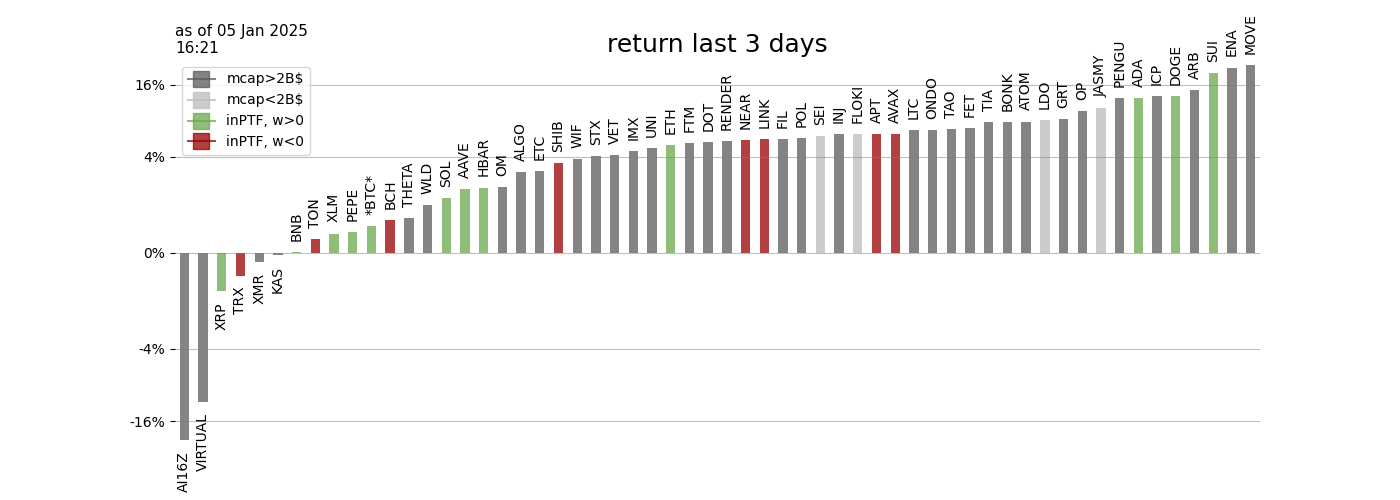 as of 05 Jan 2025
16:21
return last 3 days
mcap>2B$
mcap<2B$
inPTF, w>0
inPTF, w<0
16%
4%
0%
-4%
-16%
AI16Z
VIRTUAL
XRP
TRX
XMR
KAS
BNB
TON
XLM
PEPE
*BTC*
BCH
THETA
WLD
SOL
AAVE
HBAR
OM
ALGO
ETC
SHIB
WIF
STX
VET
IMX
UNI
ETH
FTM
DOT
RENDER
NEAR
LINK
FIL
POL
SEI
INJ
FLOKI
APT
AVAX
LTC
ONDO
TAO
FET
TIA
BONK
ATOM
LDO
GRT
OP
JASMY
PENGU
ADA
ICP
DOGE
ARB
SUI
ENA
MOVE